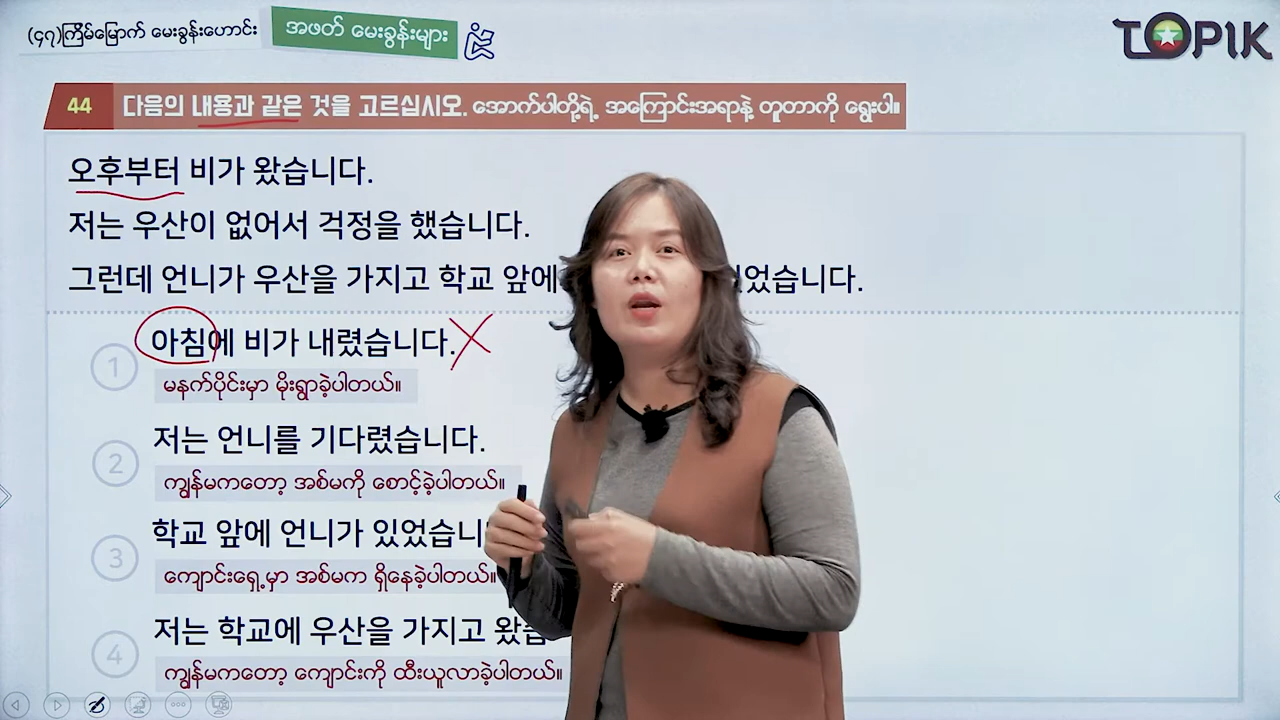 (၄၇)ကြိမ်မြောက် မေးခွန်းဟောင်း
အဖတ် မေးခွန်းများ
TOPIK
44 다음의 내용과 같은 것을 고르십시오. အောက်ပါတို့ရဲ့ အကြောင်းအရာနဲ့ တူတာကို ရွေးပါ။
오후부터 비가 왔습니다.
저는 우산이 없어서 걱정을 했습니다.
그런데 언니가 우산을 가지고 학교 앞에
1 아침에 비가 내렸습니다.
မနက်ပိုင်းမှာ မိုးရွာခဲ့ပါတယ်။
2 저는 언니를 기다렸습니다.
ကျွန်မကတော့ အစ်မကို စောင့်ခဲ့ပါတယ်။
3 학교 앞에 언니가
ကျောင်းရှေ့မှာ အစ်မက ရှိနေခဲ့ပါတယ်။
4 저는 학교에 우산을 가지고
ကျွန်မကတော့ ကျောင်းကို ထီးယူလာခဲ့ပါတယ်။